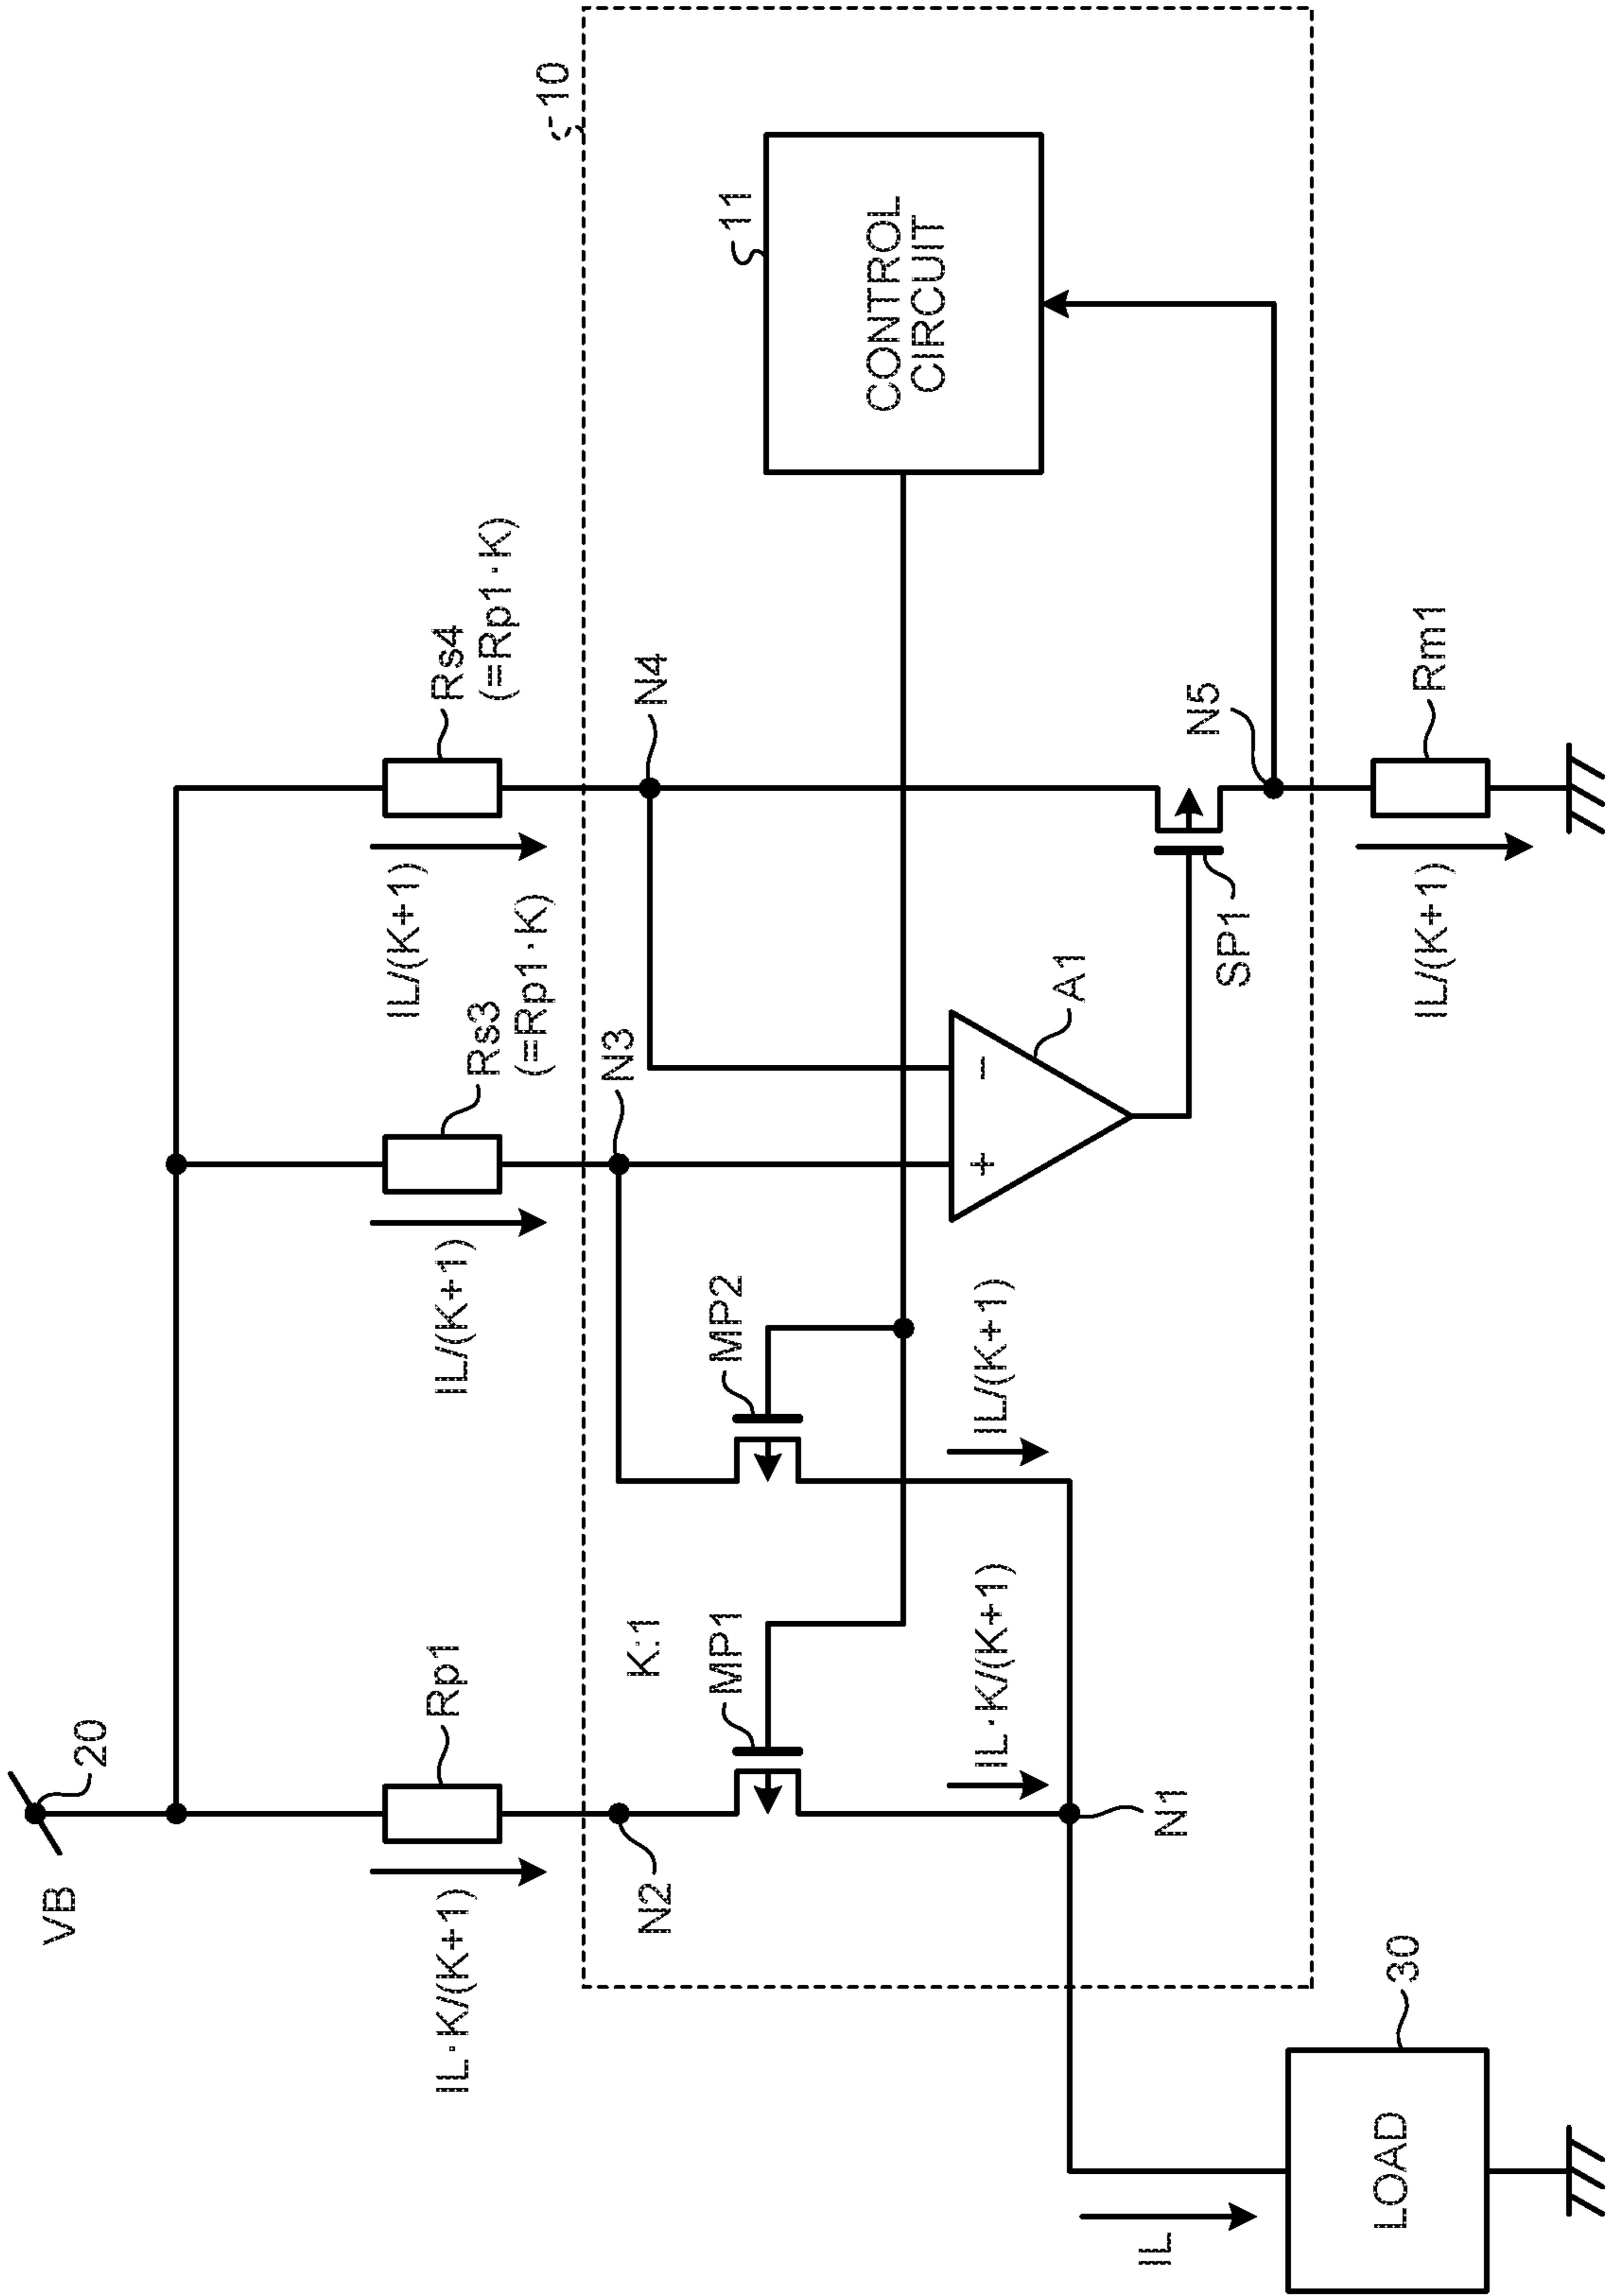 VB
20
Rp1
IL·K/(K+1)
Rs3
(=Rp1·K)
IL/(K+1)
Rs4
(=Rp1·K)
IL/(K+1)
10
N2
N3
N4
K:1
MP1
MP2
11
CONTROL
CIRCUIT
IL·K/(K+1)
IL/(K+1)
+
−
A1
N1
SP1
N5
IL
30
LOAD
Rm1
IL/(K+1)